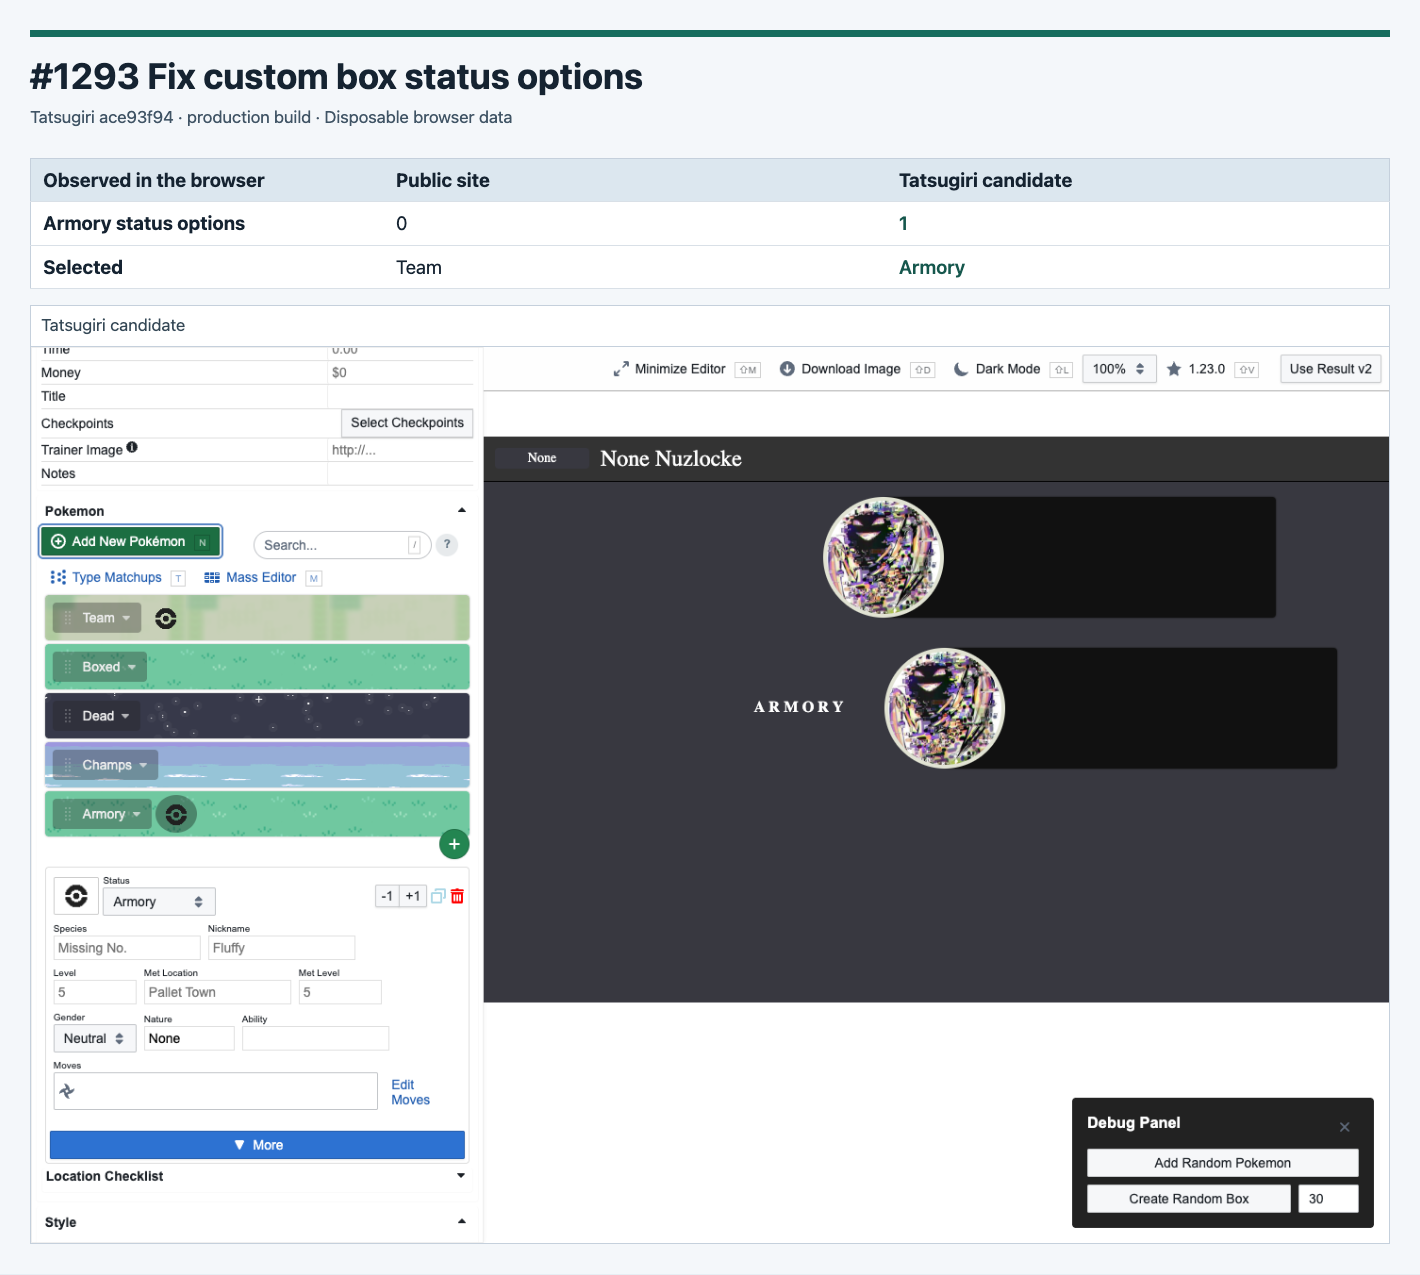 #1293 Fix custom box status options
Tatsugiri ace93f94 · production build · Disposable browser data
Observed in the browser Public site Tatsugiri candidate
Armory status options 0 1
Selected Team Armory
Tatsugiri candidate
Time 0:00
Money $0
Title
Checkpoints Select Checkpoints
Trainer Image http://...
Notes
Minimize Editor ⇧M Download Image ⇧D Dark Mode ⇧L 100% 1.23.0 ⇧V Use Result v2
None None Nuzlocke
ARMORY
Pokemon
Add New Pokémon N Search... / ?
Type Matchups T Mass Editor M
Team
Boxed
Dead
Champs
Armory
+
Status
Armory -1 +1
Species Nickname
Missing No. Fluffy
Level Met Location Met Level
5 Pallet Town 5
Gender Nature Ability
Neutral None
Moves
Edit
Moves
▼ More
Location Checklist
Style
Debug Panel ×
Add Random Pokemon
Create Random Box 30